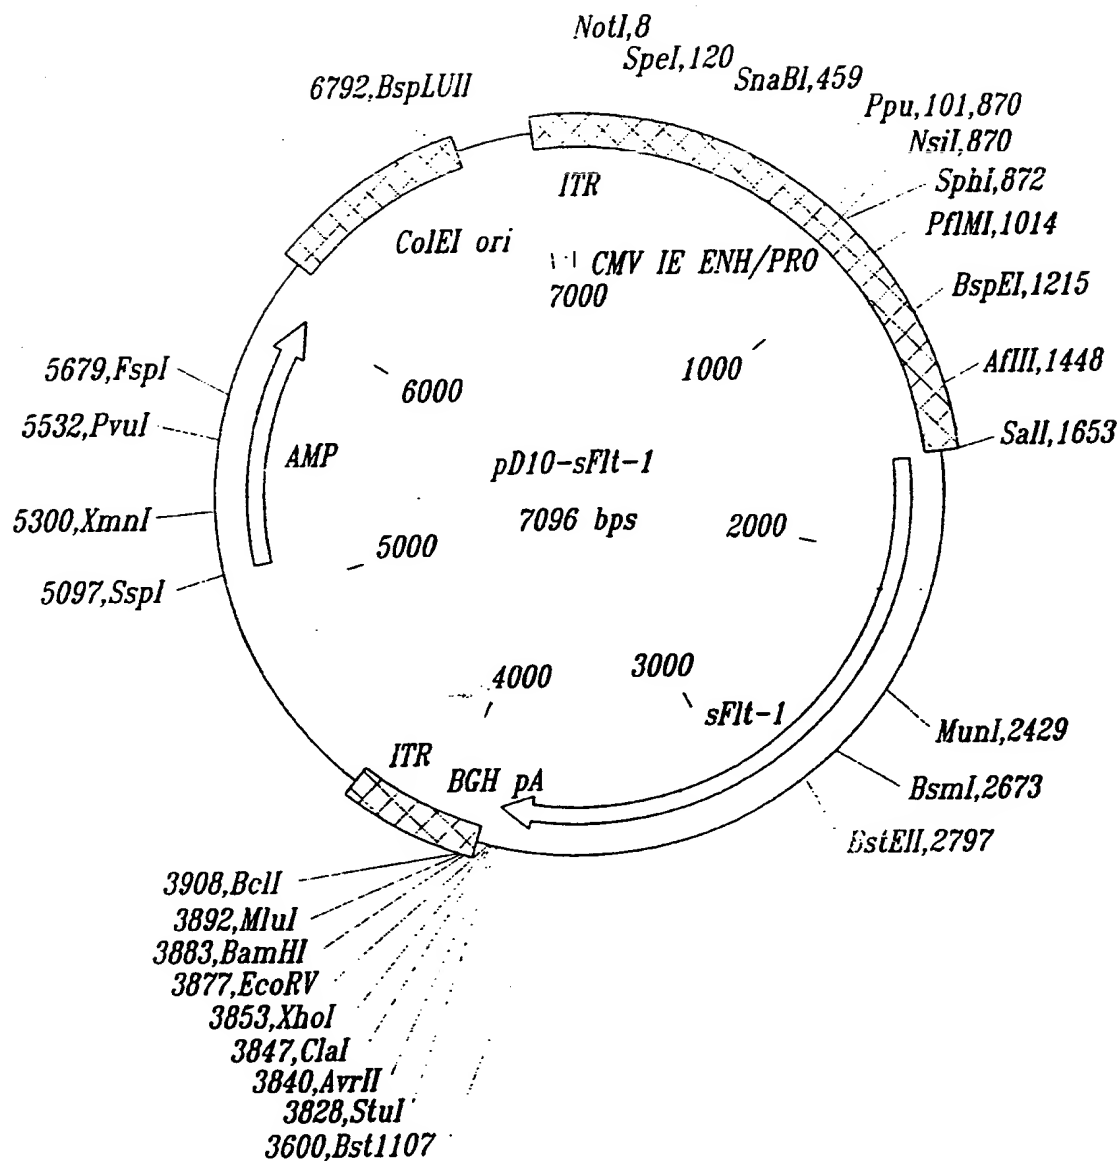 NotI,8
SpeI,120
SnaBI,459
6792,BspLUII
Ppu,101,870
NsiI,870
SphI,872
ITR
PflMI,1014
ColEI ori
CMV IE ENH/PRO
7000
BspEI,1215
5679,FspI
6000
1000
AflII,1448
5532,PvuI
SalI,1653
AMP
pD10-sFlt-1
5300,XmnI
7096 bps
2000
5000
5097,SspI
4000
3000
sFlt-1
MunI,2429
ITR
BGH pA
BsmI,2673
BstEII,2797
3908,BclI
3892,MluI
3883,BamHI
3877,EcoRV
3853,XhoI
3847,ClaI
3840,AvrII
3828,StuI
3600,Bst1107